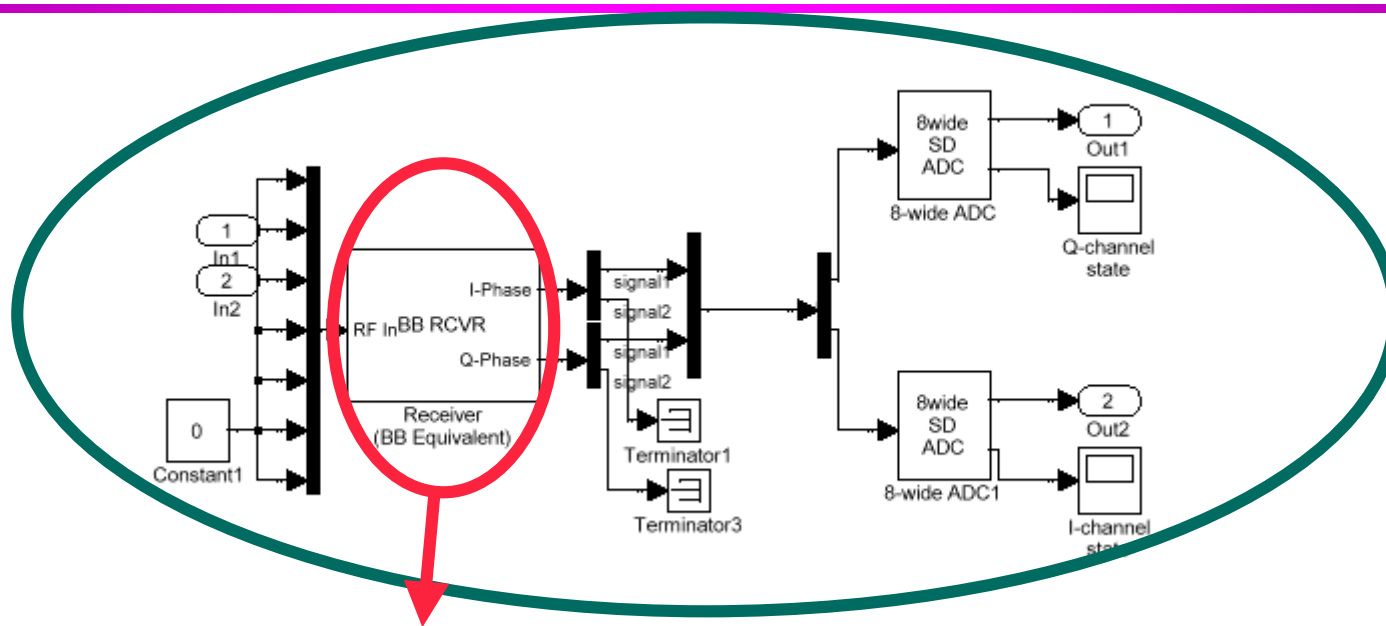 1
In1
2
In2
0
Constant1
RF In
BB RCVR
I-Phase
Q-Phase
Receiver
(BB Equivalent)
signal1
signal2
signal1
signal2
Terminator1
Terminator3
8wide
SD
ADC
8-wide ADC
1
Out1
Q-channel
state
8wide
SD
ADC
8-wide ADC1
2
Out2
I-channel
state